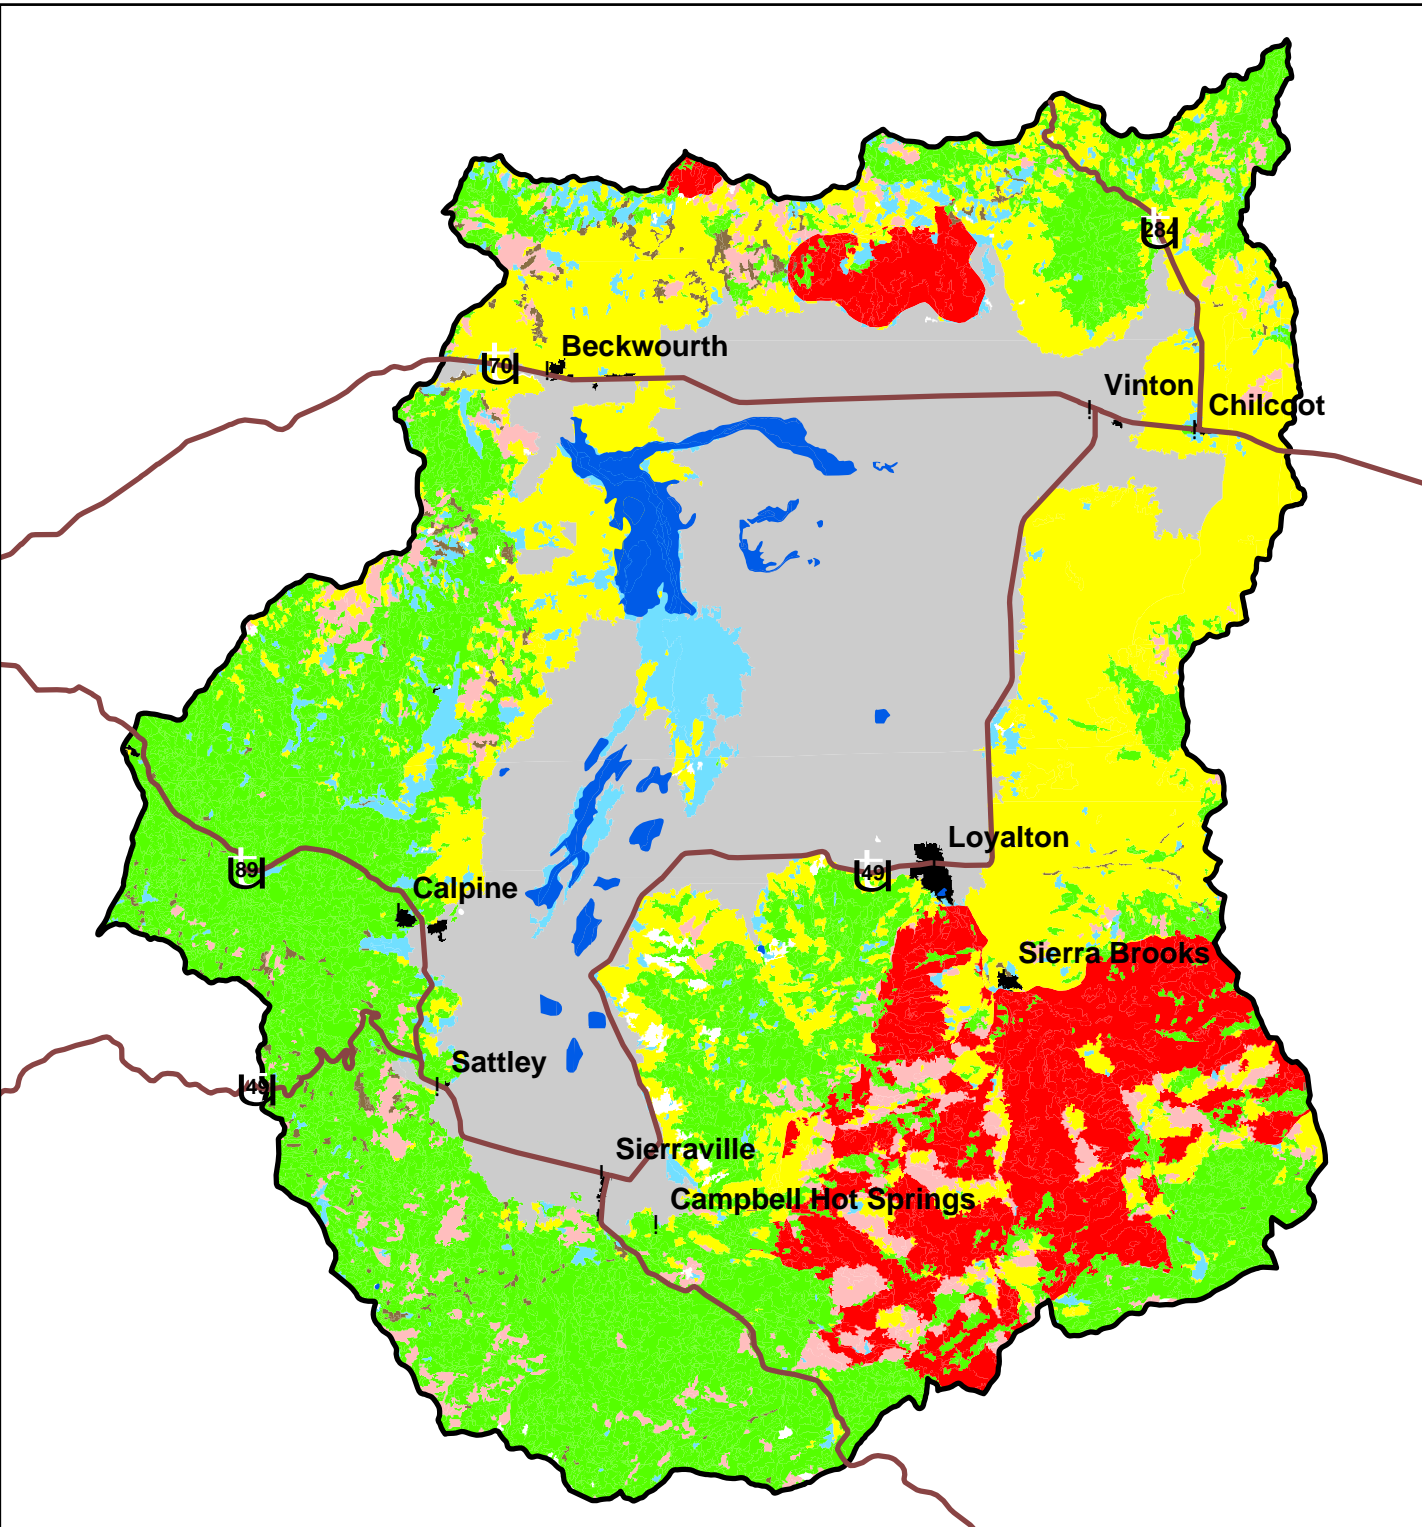 284
Beckwourth
70
Vinton
Chilcoot
Loyalton
89
49
Calpine
Sierra Brooks
Sattley
49
Sierraville
Campbell Hot Springs